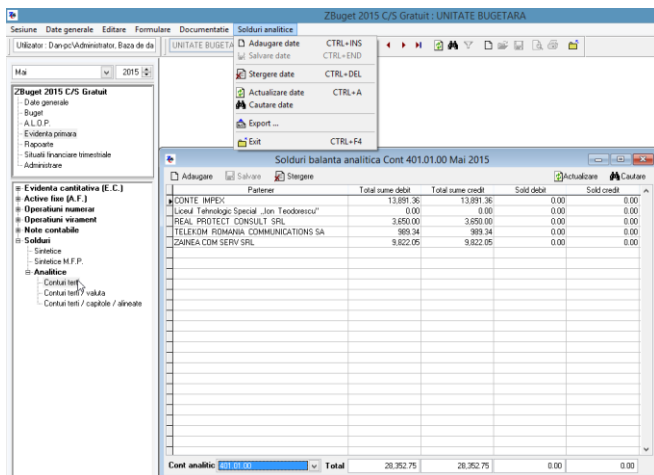 ZBuget 2015 C/S Gratuit : UNITATE BUGETARA
Sesiune Date generale Editare Formulare Documentatie Solduri analitice
Utilizator : Dan-pc\Administrator, Baza de da
UNITATE BUGETA
Adaugare date CTRL+INS
Salvare date CTRL+END
Stergere date CTRL+DEL
Actualizare date CTRL+A
Cautare date
Export ...
Exit CTRL+F4
Mai 2015
ZBuget 2015 C/S Gratuit
Date generale
Buget
A.L.O.P.
Evidenta primara
Rapoarte
Situatii financiare trimestriale
Administrare
Evidenta cantitativa (E.C.)
Active fixe (A.F.)
Operatiuni numerar
Operatiuni virament
Note contabile
Solduri
Sintetice
Sintetice M.F.P.
Analitice
Conturi terti
Conturi terti / valuta
Conturi terti / capitole / alineate
Solduri balanta analitica Cont 401.01.00 Mai 2015
Adaugare Salvare Stergere Actualizare Cautare
Partener Total sume debit Total sume credit Sold debit Sold credit
CONTE IMPEX 13,891.36 13,891.36 0.00 0.00
Liceul Tehnologic Special „Ion Teodorescu" 0.00 0.00 0.00 0.00
REAL PROTECT CONSULT SRL 3,650.00 3,650.00 0.00 0.00
TELEKOM ROMANIA COMMUNICATIONS SA 989.34 989.34 0.00 0.00
ZAINEA COM SERV SRL 9,822.05 9,822.05 0.00 0.00
Cont analitic 401.01.00 Total 28,352.75 28,352.75 0.00 0.00